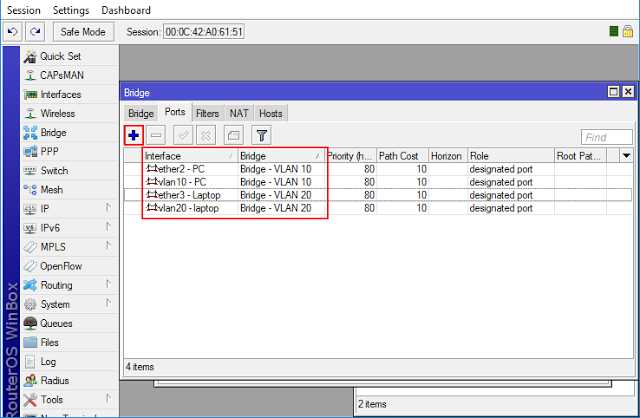 Session Settings Dashboard
Safe Mode Session: 00:0C:42:A0:61:51
Quick Set
CAPsMAN
Interfaces
Wireless
Bridge
PPP
Switch
Mesh
IP
IPv6
MPLS
OpenFlow
Routing
System
Queues
Files
Log
Radius
Tools
RouterOS WinBox
Bridge
Bridge Ports Filters NAT Hosts
Find
Interface Bridge Priority (h... Path Cost Horizon Role Root Pat...
ether2 - PC Bridge - VLAN 10 80 10 designated port
vlan10 - PC Bridge - VLAN 10 80 10 designated port
ether3 - Laptop Bridge - VLAN 20 80 10 designated port
vlan20 - laptop Bridge - VLAN 20 80 10 designated port
4 items
2 items